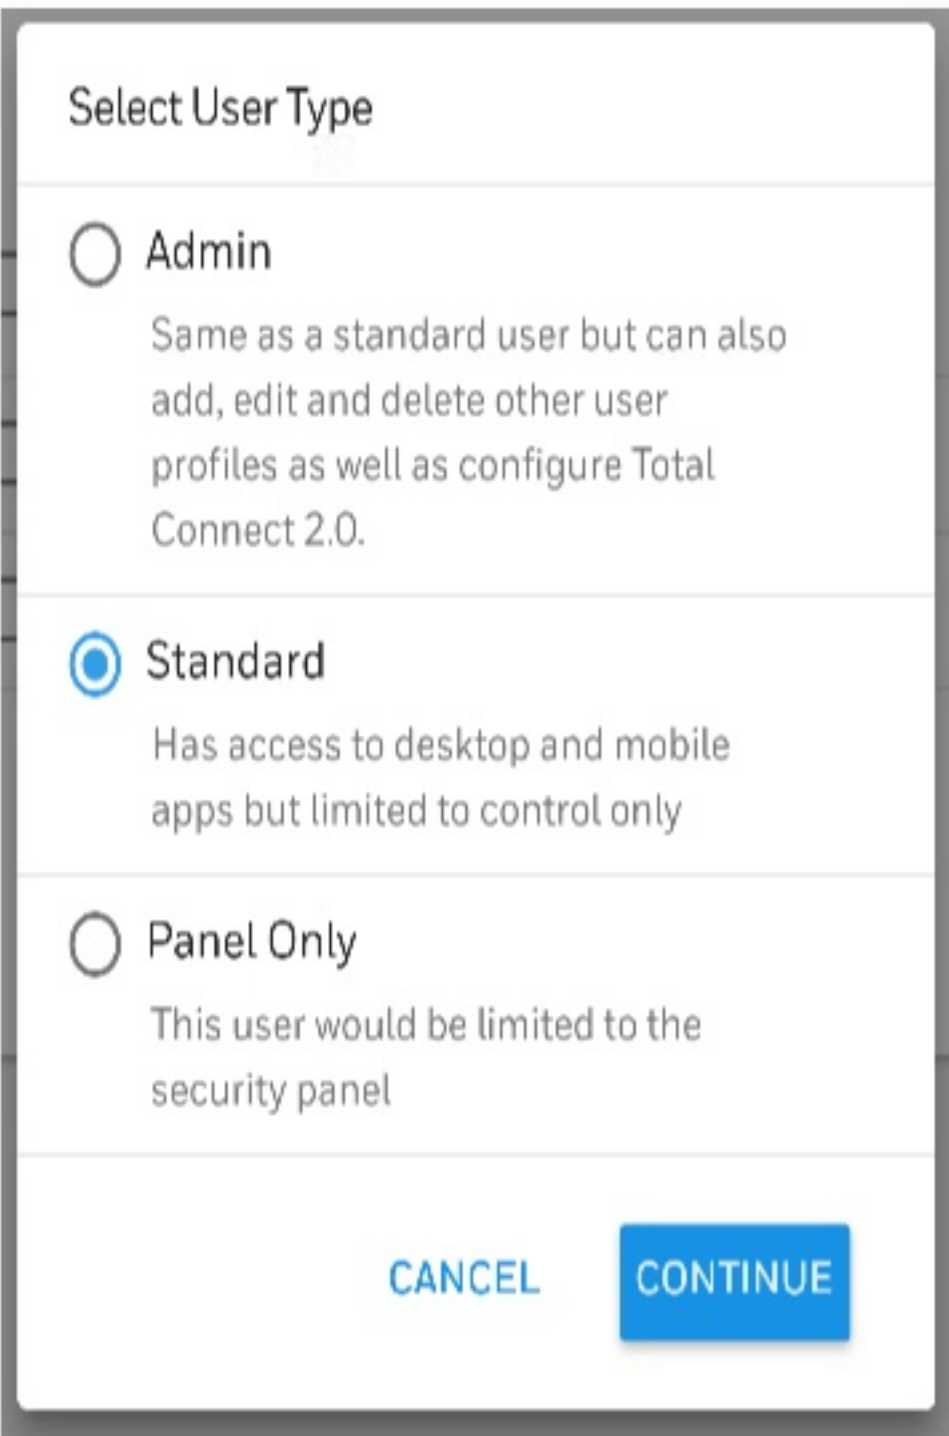 Select User Type
Admin
Same as a standard user but can also
add, edit and delete other user
profiles as well as configure Total
Connect 2.0.
Standard
Has access to desktop and mobile
apps but limited to control only
Panel Only
This user would be limited to the
security panel
CANCEL CONTINUE